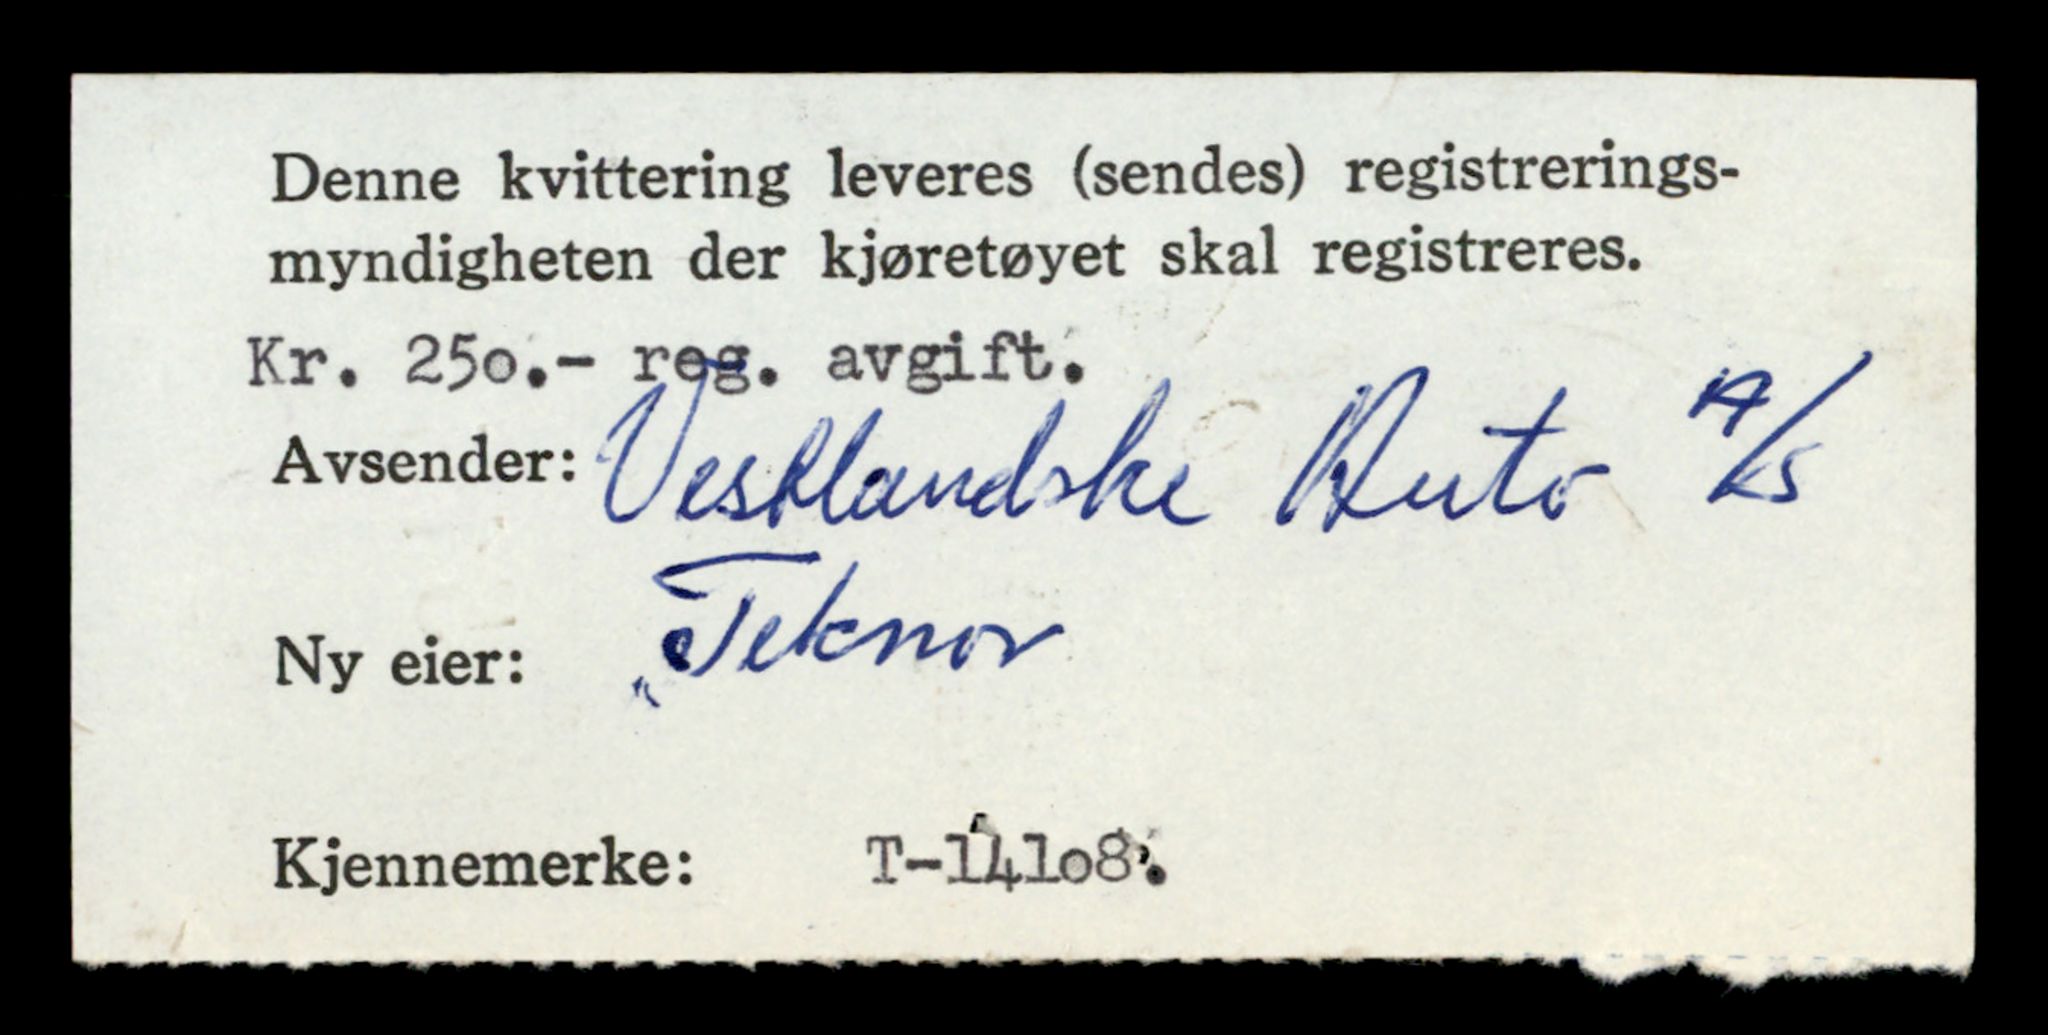 Denne kvittering leveres (sendes) registrerings-
myndigheten der kjøretøyet skal registreres.
Kr. 25o.- reg. avgift.
Avsender: Vestlandske Auto A/S
Ny eier: Teknor
Kjennemerke: T-141o8.